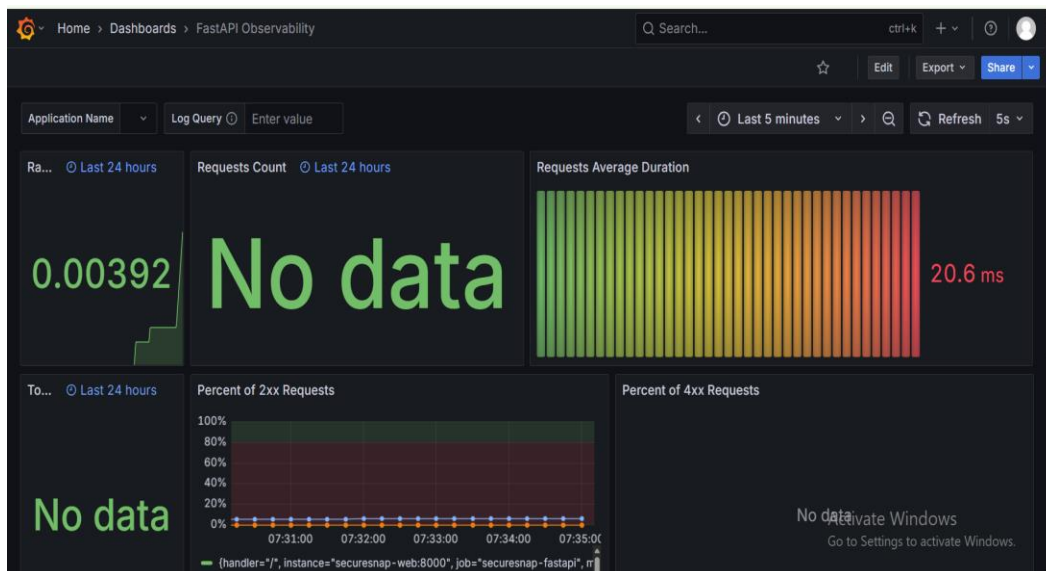 Home > Dashboards > FastAPI Observability
Search... ctrl+k
Edit Export Share
Application Name Log Query Enter value
Last 5 minutes Refresh 5s
Ra... Last 24 hours
0.00392
Requests Count Last 24 hours
No data
Requests Average Duration
20.6 ms
To... Last 24 hours
No data
Percent of 2xx Requests
100%
80%
60%
40%
20%
0%
07:31:00 07:32:00 07:33:00 07:34:00 07:35:00
{handler="/", instance="securesnap-web:8000", job="securesnap-fastapi", m
Percent of 4xx Requests
No data
Activate Windows
Go to Settings to activate Windows.